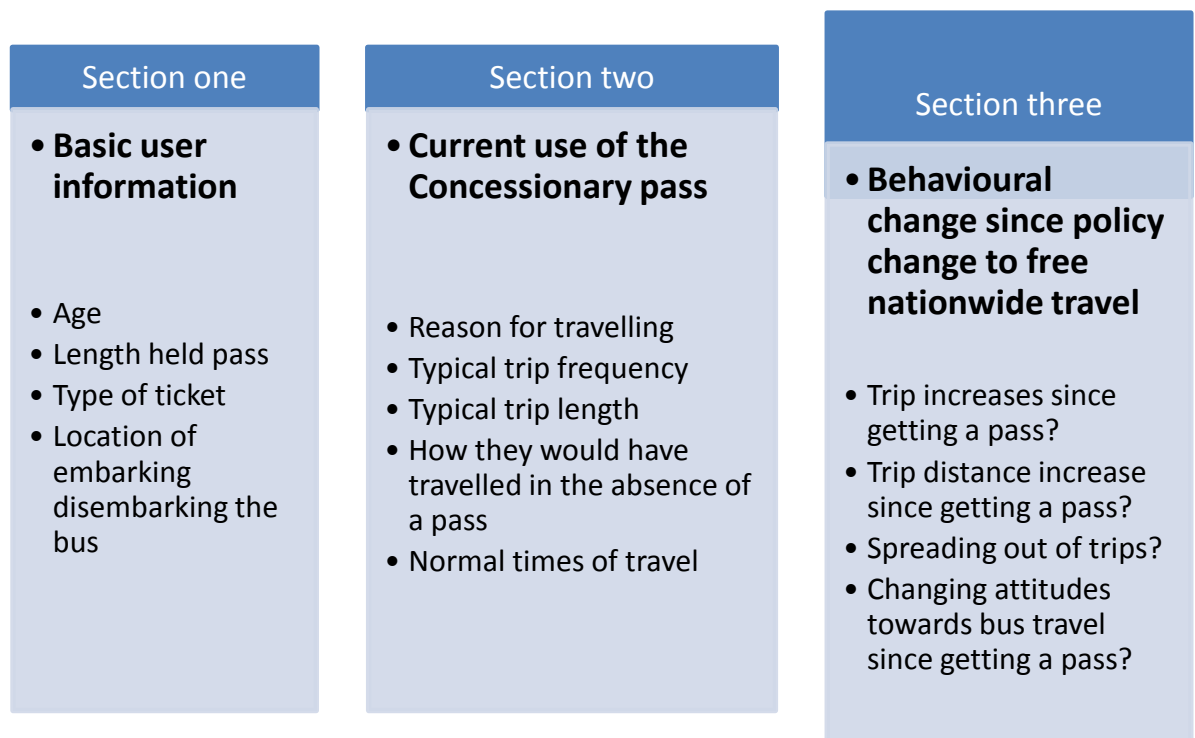 Section one
• Basic user
information
• Age
• Length held pass
• Type of ticket
• Location of
embarking
disembarking the
bus
Section two
• Current use of the
Concessionary pass
• Reason for travelling
• Typical trip frequency
• Typical trip length
• How they would have
travelled in the absence of
a pass
• Normal times of travel
Section three
• Behavioural
change since policy
change to free
nationwide travel
• Trip increases since
getting a pass?
• Trip distance increase
since getting a pass?
• Spreading out of trips?
• Changing attitudes
towards bus travel
since getting a pass?